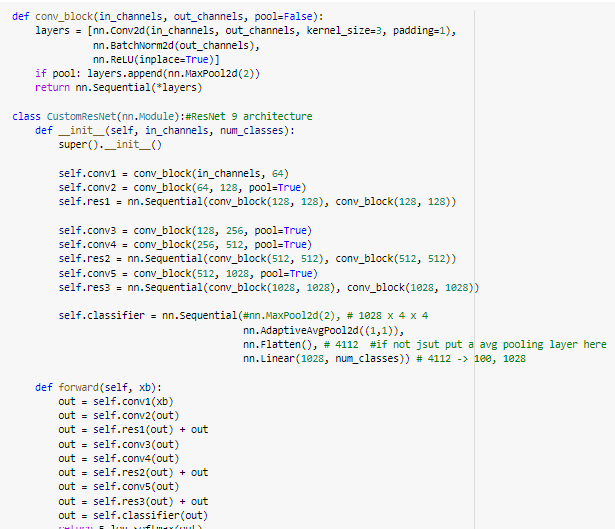 def conv_block(in_channels, out_channels, pool=False):
    layers = [nn.Conv2d(in_channels, out_channels, kernel_size=3, padding=1),
              nn.BatchNorm2d(out_channels),
              nn.ReLU(inplace=True)]
    if pool: layers.append(nn.MaxPool2d(2))
    return nn.Sequential(*layers)

class CustomResNet(nn.Module):#ResNet 9 architecture
    def __init__(self, in_channels, num_classes):
        super().__init__()

        self.conv1 = conv_block(in_channels, 64)
        self.conv2 = conv_block(64, 128, pool=True)
        self.res1 = nn.Sequential(conv_block(128, 128), conv_block(128, 128))

        self.conv3 = conv_block(128, 256, pool=True)
        self.conv4 = conv_block(256, 512, pool=True)
        self.res2 = nn.Sequential(conv_block(512, 512), conv_block(512, 512))
        self.conv5 = conv_block(512, 1028, pool=True)
        self.res3 = nn.Sequential(conv_block(1028, 1028), conv_block(1028, 1028))

        self.classifier = nn.Sequential(#nn.MaxPool2d(2), # 1028 x 4 x 4
                                        nn.AdaptiveAvgPool2d((1,1)),
                                        nn.Flatten(), # 4112  #if not jsut put a avg pooling layer here
                                        nn.Linear(1028, num_classes)) # 4112 -> 100, 1028

    def forward(self, xb):
        out = self.conv1(xb)
        out = self.conv2(out)
        out = self.res1(out) + out
        out = self.conv3(out)
        out = self.conv4(out)
        out = self.res2(out) + out
        out = self.conv5(out)
        out = self.res3(out) + out
        out = self.classifier(out)
        return